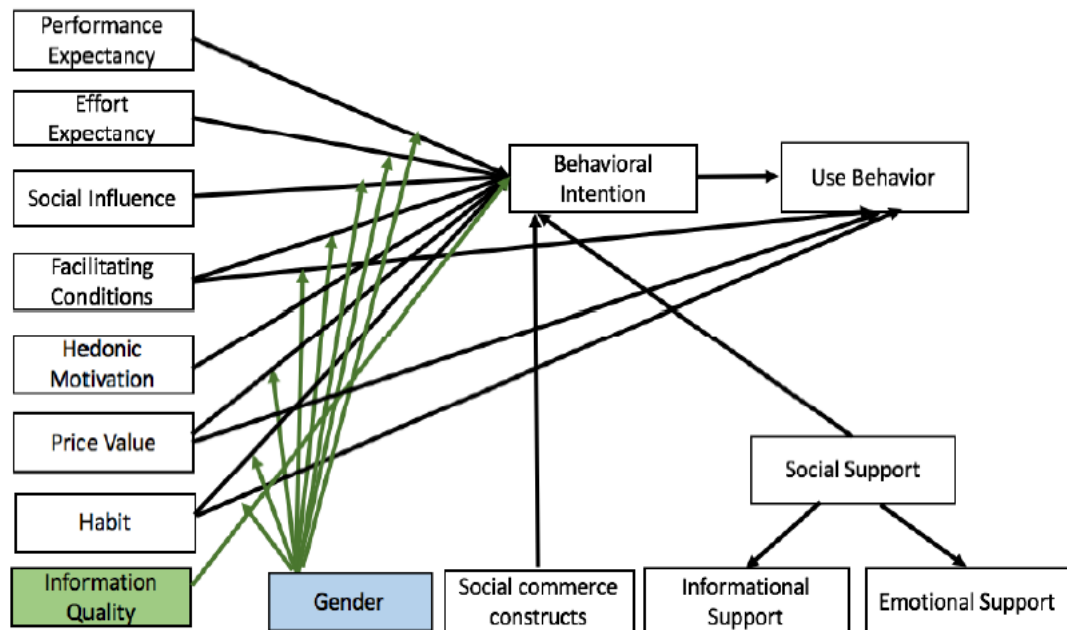 Performance
Expectancy
Effort
Expectancy
Social Influence
Facilitating
Conditions
Hedonic
Motivation
Price Value
Habit
Information
Quality
Behavioral
Intention
Use Behavior
Social Support
Gender
Social commerce
constructs
Informational
Support
Emotional Support